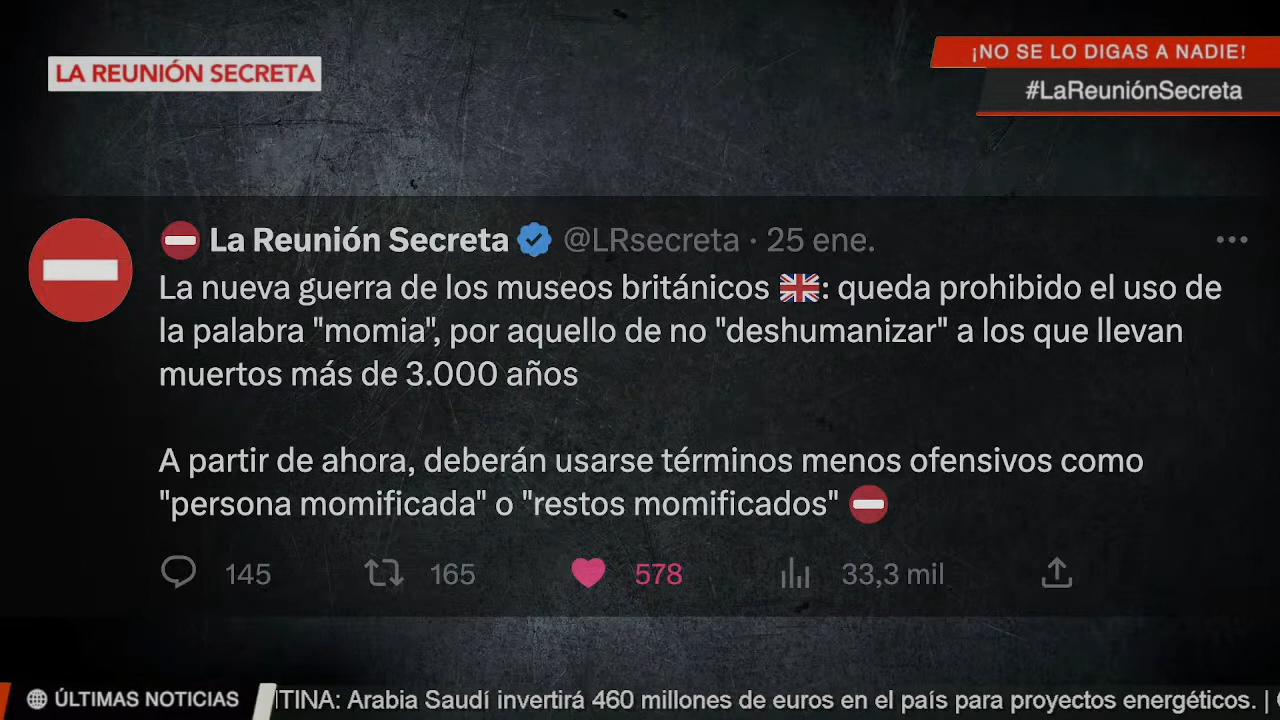 LA REUNIÓN SECRETA
¡NO SE LO DIGAS A NADIE!
#LaReuniónSecreta
⛔ La Reunión Secreta @LRsecreta · 25 ene.
La nueva guerra de los museos británicos 🇬🇧: queda prohibido el uso de
la palabra "momia", por aquello de no "deshumanizar" a los que llevan
muertos más de 3.000 años
A partir de ahora, deberán usarse términos menos ofensivos como
"persona momificada" o "restos momificados" ⛔
145 165 578 33,3 mil
ÚLTIMAS NOTICIAS
TINA: Arabia Saudí invertirá 460 millones de euros en el país para proyectos energéticos. |